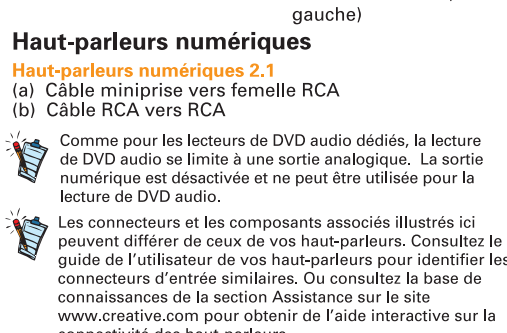 gauche)
Haut-parleurs numériques
Haut-parleurs numériques 2.1
(a) Câble miniprise vers femelle RCA
(b) Câble RCA vers RCA
Comme pour les lecteurs de DVD audio dédiés, la lecture
de DVD audio se limite à une sortie analogique. La sortie
numérique est désactivée et ne peut être utilisée pour la
lecture de DVD audio.
Les connecteurs et les composants associés illustrés ici
peuvent différer de ceux de vos haut-parleurs. Consultez le
guide de l'utilisateur de vos haut-parleurs pour identifier les
connecteurs d'entrée similaires. Ou consultez la base de
connaissances de la section Assistance sur le site
www.creative.com pour obtenir de l'aide interactive sur la
connectivité des haut-parleurs